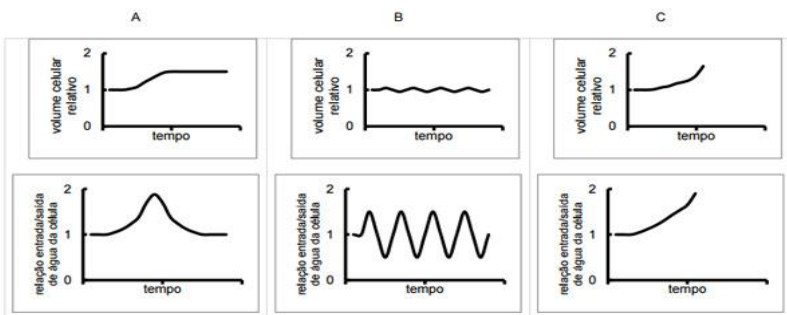 A
B
C
volume celular
relativo
2
1
0
tempo
volume celular
relativo
2
1
0
tempo
volume celular
relativo
2
1
0
tempo
relação entrada/saída
de água da célula
2
1
0
tempo
relação entrada/saída
de água da célula
2
1
0
tempo
relação entrada/saída
de água da célula
2
1
0
tempo